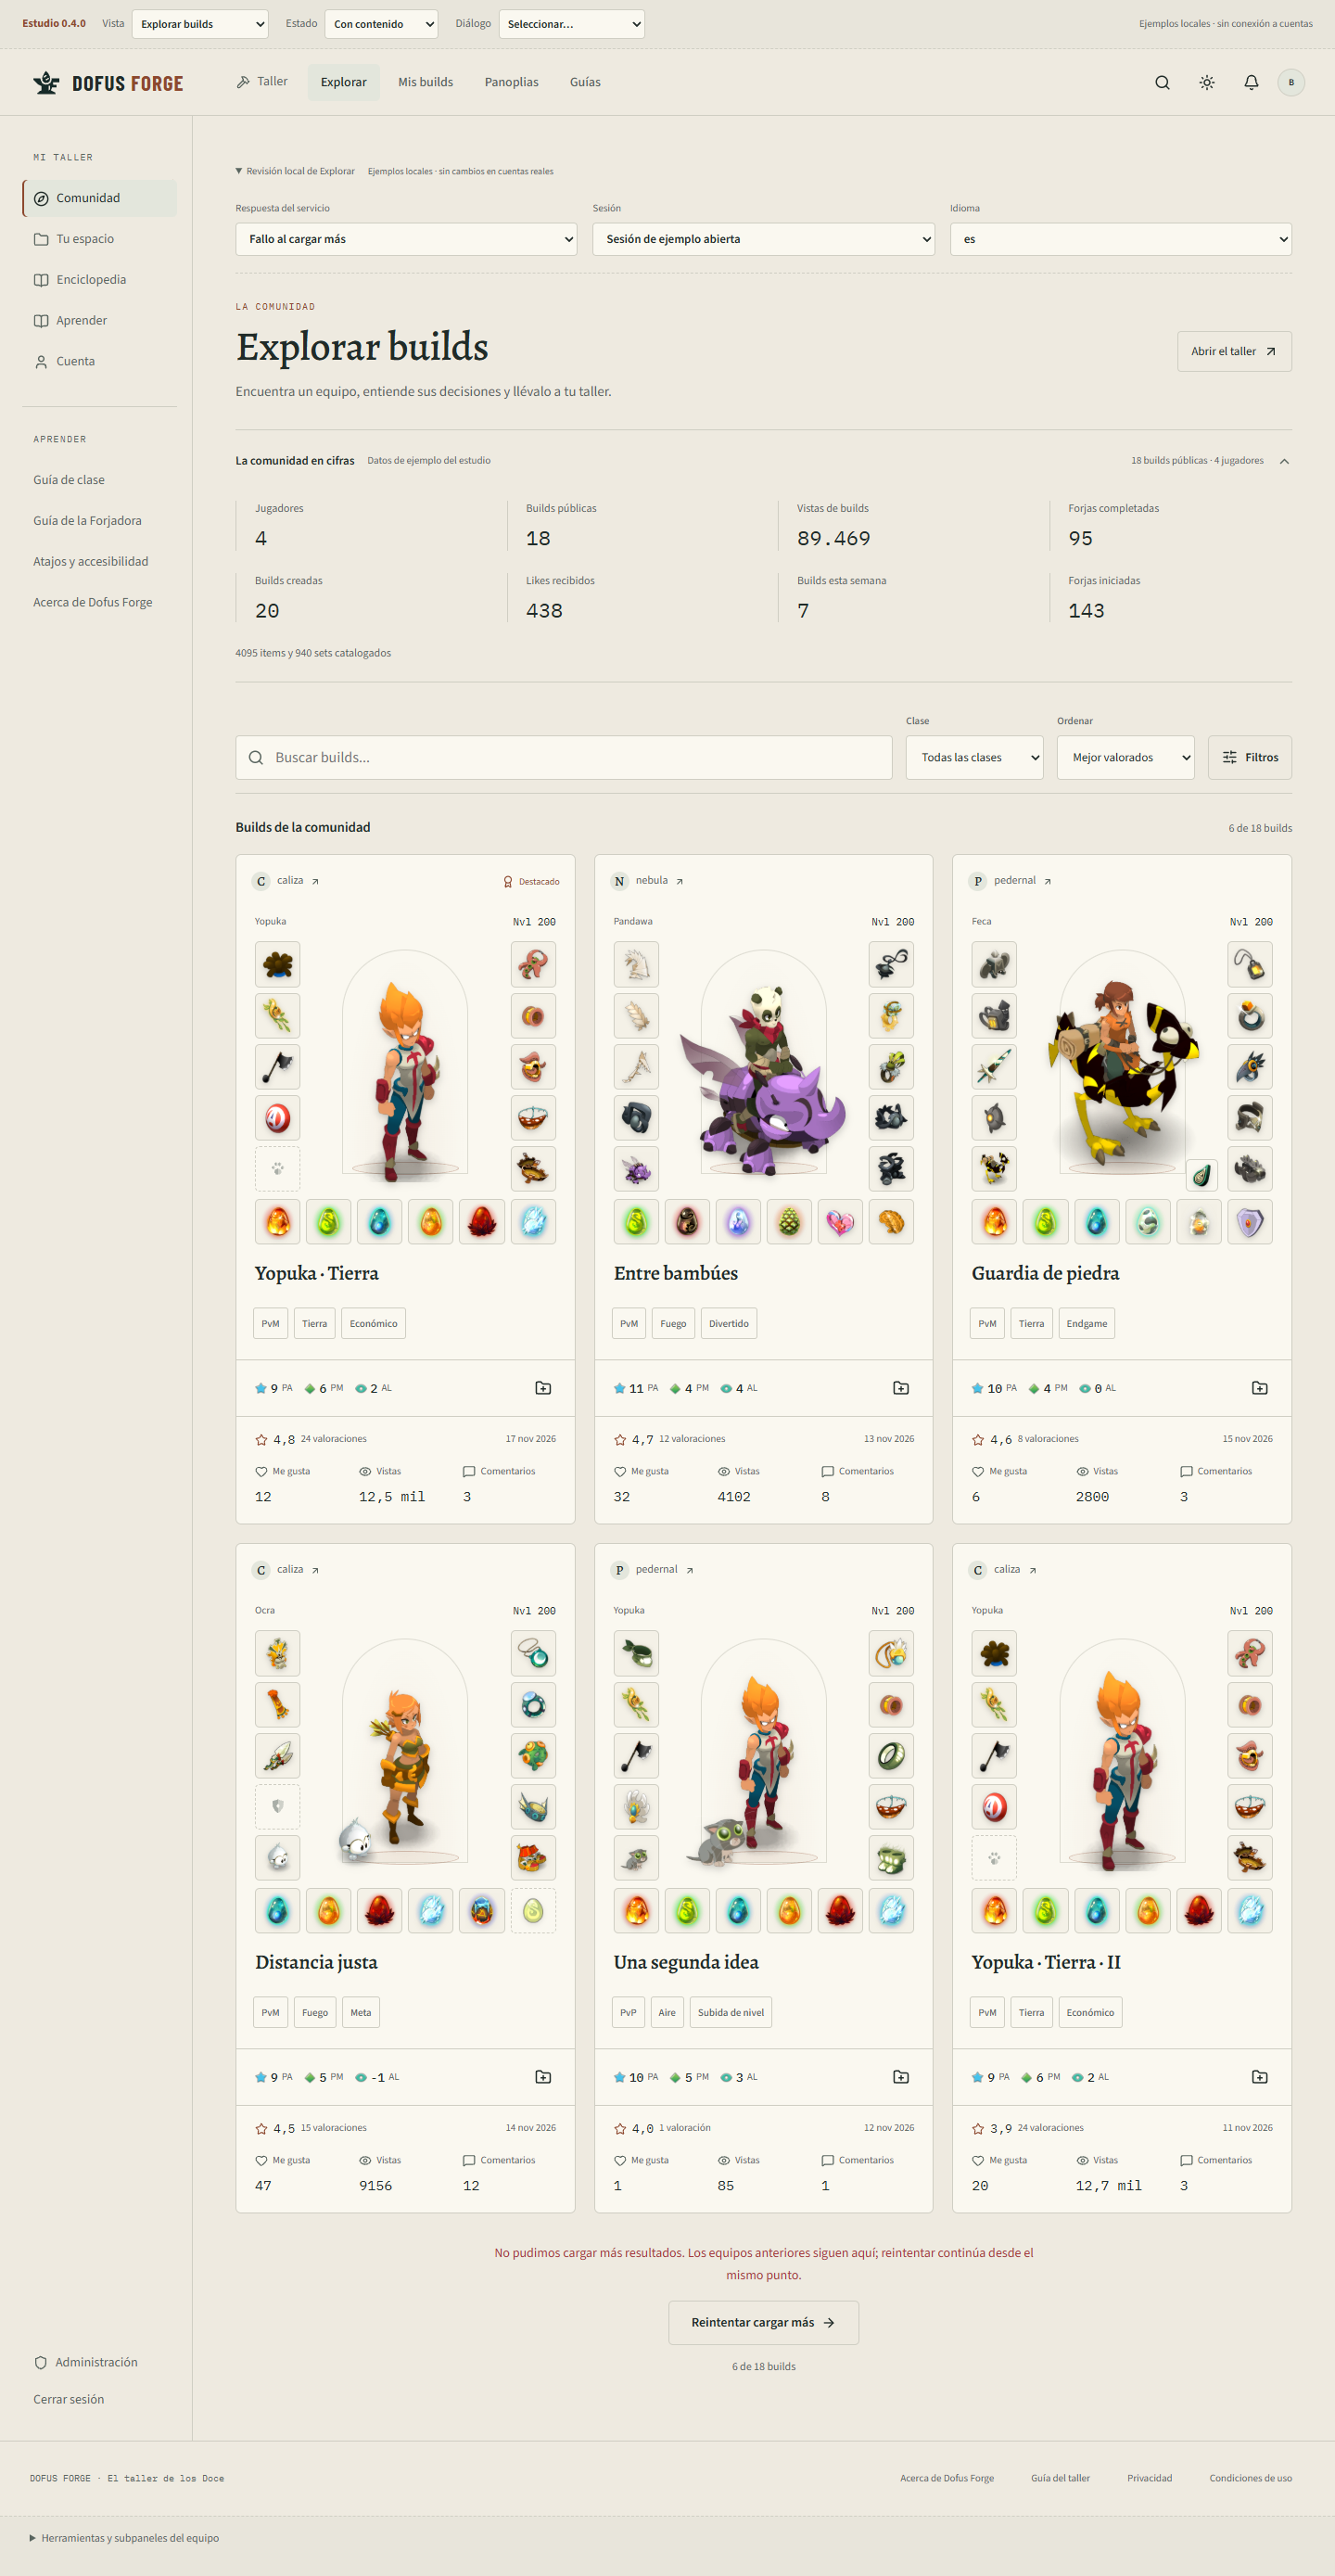 Estudio 0.4.0 Vista Explorar builds Estado Con contenido Diálogo Seleccionar... Ejemplos locales · sin conexión a cuentas
DOFUS FORGE Taller Explorar Mis builds Panoplias Guías B
MI TALLER
Comunidad
Tu espacio
Enciclopedia
Aprender
Cuenta
APRENDER
Guía de clase
Guía de la Forjadora
Atajos y accesibilidad
Acerca de Dofus Forge
Administración
Cerrar sesión
▼ Revisión local de Explorar Ejemplos locales · sin cambios en cuentas reales
Respuesta del servicio Sesión Idioma
Fallo al cargar más Sesión de ejemplo abierta es
LA COMUNIDAD
Explorar builds
Abrir el taller
Encuentra un equipo, entiende sus decisiones y llévalo a tu taller.
La comunidad en cifras Datos de ejemplo del estudio 18 builds públicas · 4 jugadores
Jugadores Builds públicas Vistas de builds Forjas completadas
4 18 89.469 95
Builds creadas Likes recibidos Builds esta semana Forjas iniciadas
20 438 7 143
4095 items y 940 sets catalogados
Clase Ordenar
Buscar builds... Todas las clases Mejor valorados Filtros
Builds de la comunidad 6 de 18 builds
C caliza Destacado
Yopuka Nvl 200
Yopuka · Tierra
PvM Tierra Económico
9 PA 6 PM 2 AL
4,8 24 valoraciones 17 nov 2026
Me gusta Vistas Comentarios
12 12,5 mil 3
N nebula
Pandawa Nvl 200
Entre bambúes
PvM Fuego Divertido
11 PA 4 PM 4 AL
4,7 12 valoraciones 13 nov 2026
Me gusta Vistas Comentarios
32 4102 8
P pedernal
Feca Nvl 200
Guardia de piedra
PvM Tierra Endgame
10 PA 4 PM 0 AL
4,6 8 valoraciones 15 nov 2026
Me gusta Vistas Comentarios
6 2800 3
C caliza
Ocra Nvl 200
Distancia justa
PvM Fuego Meta
9 PA 5 PM -1 AL
4,5 15 valoraciones 14 nov 2026
Me gusta Vistas Comentarios
47 9156 12
P pedernal
Yopuka Nvl 200
Una segunda idea
PvP Aire Subida de nivel
10 PA 5 PM 3 AL
4,0 1 valoración 12 nov 2026
Me gusta Vistas Comentarios
1 85 1
C caliza
Yopuka Nvl 200
Yopuka · Tierra · II
PvM Tierra Económico
9 PA 6 PM 2 AL
3,9 24 valoraciones 11 nov 2026
Me gusta Vistas Comentarios
20 12,7 mil 3
No pudimos cargar más resultados. Los equipos anteriores siguen aquí; reintentar continúa desde el
mismo punto.
Reintentar cargar más →
6 de 18 builds
DOFUS FORGE · El taller de los Doce Acerca de Dofus Forge Guía del taller Privacidad Condiciones de uso
▶ Herramientas y subpaneles del equipo